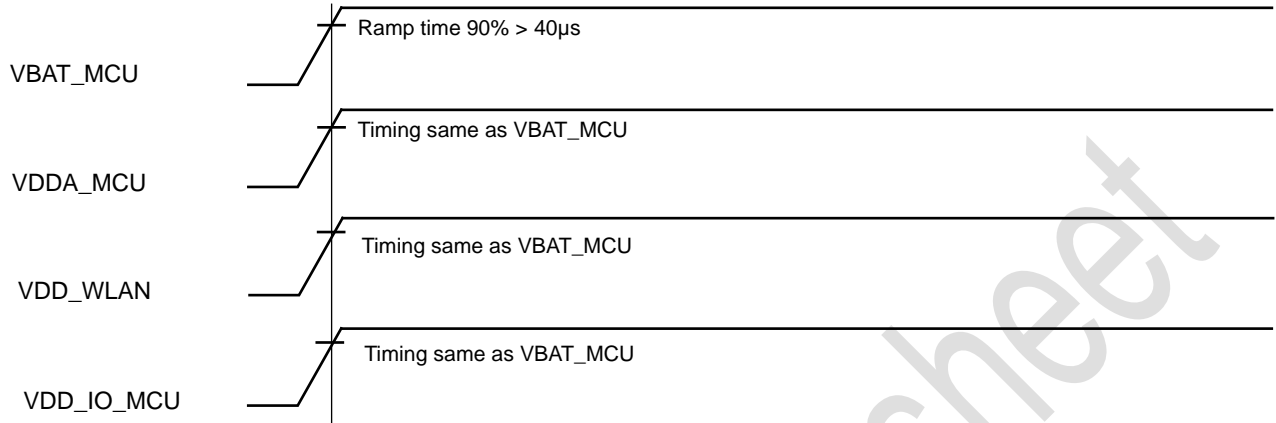 Ramp time 90% > 40µs
VBAT_MCU
Timing same as VBAT_MCU
VDDA_MCU
Timing same as VBAT_MCU
VDD_WLAN
Timing same as VBAT_MCU
VDD_IO_MCU